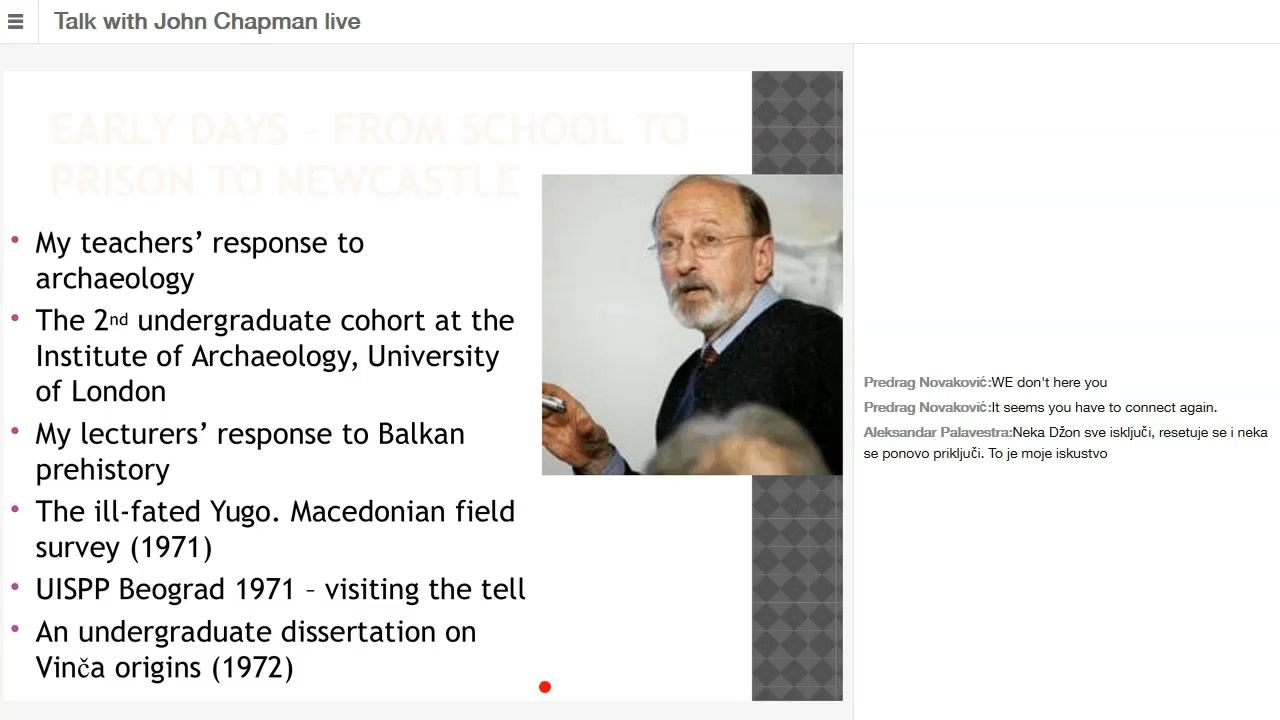 Talk with John Chapman live
EARLY DAYS – FROM SCHOOL TO
PRISON TO NEWCASTLE
• My teachers’ response to
archaeology
• The 2nd undergraduate cohort at the
Institute of Archaeology, University
of London
• My lecturers’ response to Balkan
prehistory
• The ill-fated Yugo. Macedonian field
survey (1971)
• UISPP Beograd 1971 – visiting the tell
• An undergraduate dissertation on
Vinča origins (1972)
Predrag Novaković:WE don't here you
Predrag Novaković:It seems you have to connect again.
Aleksandar Palavestra:Neka Džon sve isključi, resetuje se i neka
se ponovo priključi. To je moje iskustvo